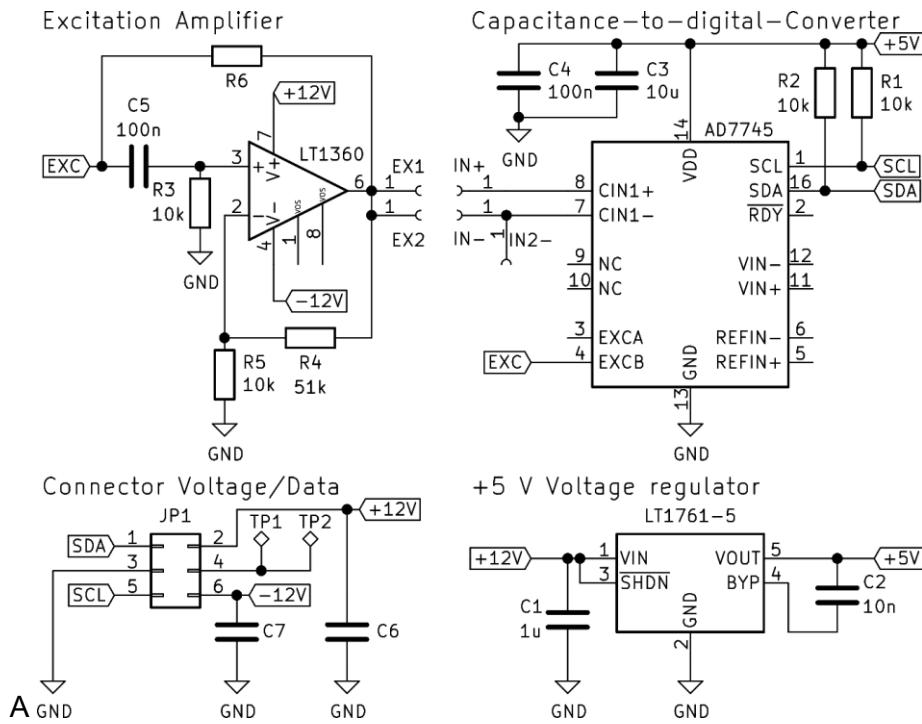 Excitation Amplifier
R6
+12V
C5
100n
7
EXC
3
+
V+
LT1360
6
1
EX1
R3
10k
2
-
V-
VOS
VOS
1
EX2
4
1
8
GND
-12V
R5
10k
R4
51k
GND
Capacitance-to-digital-Converter
+5V
C4
100n
C3
10u
R2
10k
R1
10k
GND
14
AD7745
VDD
IN+
1
8
CIN1+
SCL
1
SCL
SDA
16
SDA
IN-
1
7
CIN1-
RDY
2
1
IN2-
9
NC
VIN-
12
10
NC
VIN+
11
3
EXCA
REFIN-
6
EXC
4
EXCB
REFIN+
5
GND
13
GND
Connector Voltage/Data
JP1
TP1
TP2
+12V
SDA
1
2
3
4
SCL
5
6
-12V
C7
C6
GND
GND
GND
+5 V Voltage regulator
LT1761-5
+12V
1
VIN
VOUT
5
+5V
3
SHDN
BYP
4
C1
1u
GND
2
C2
10n
GND
GND
A